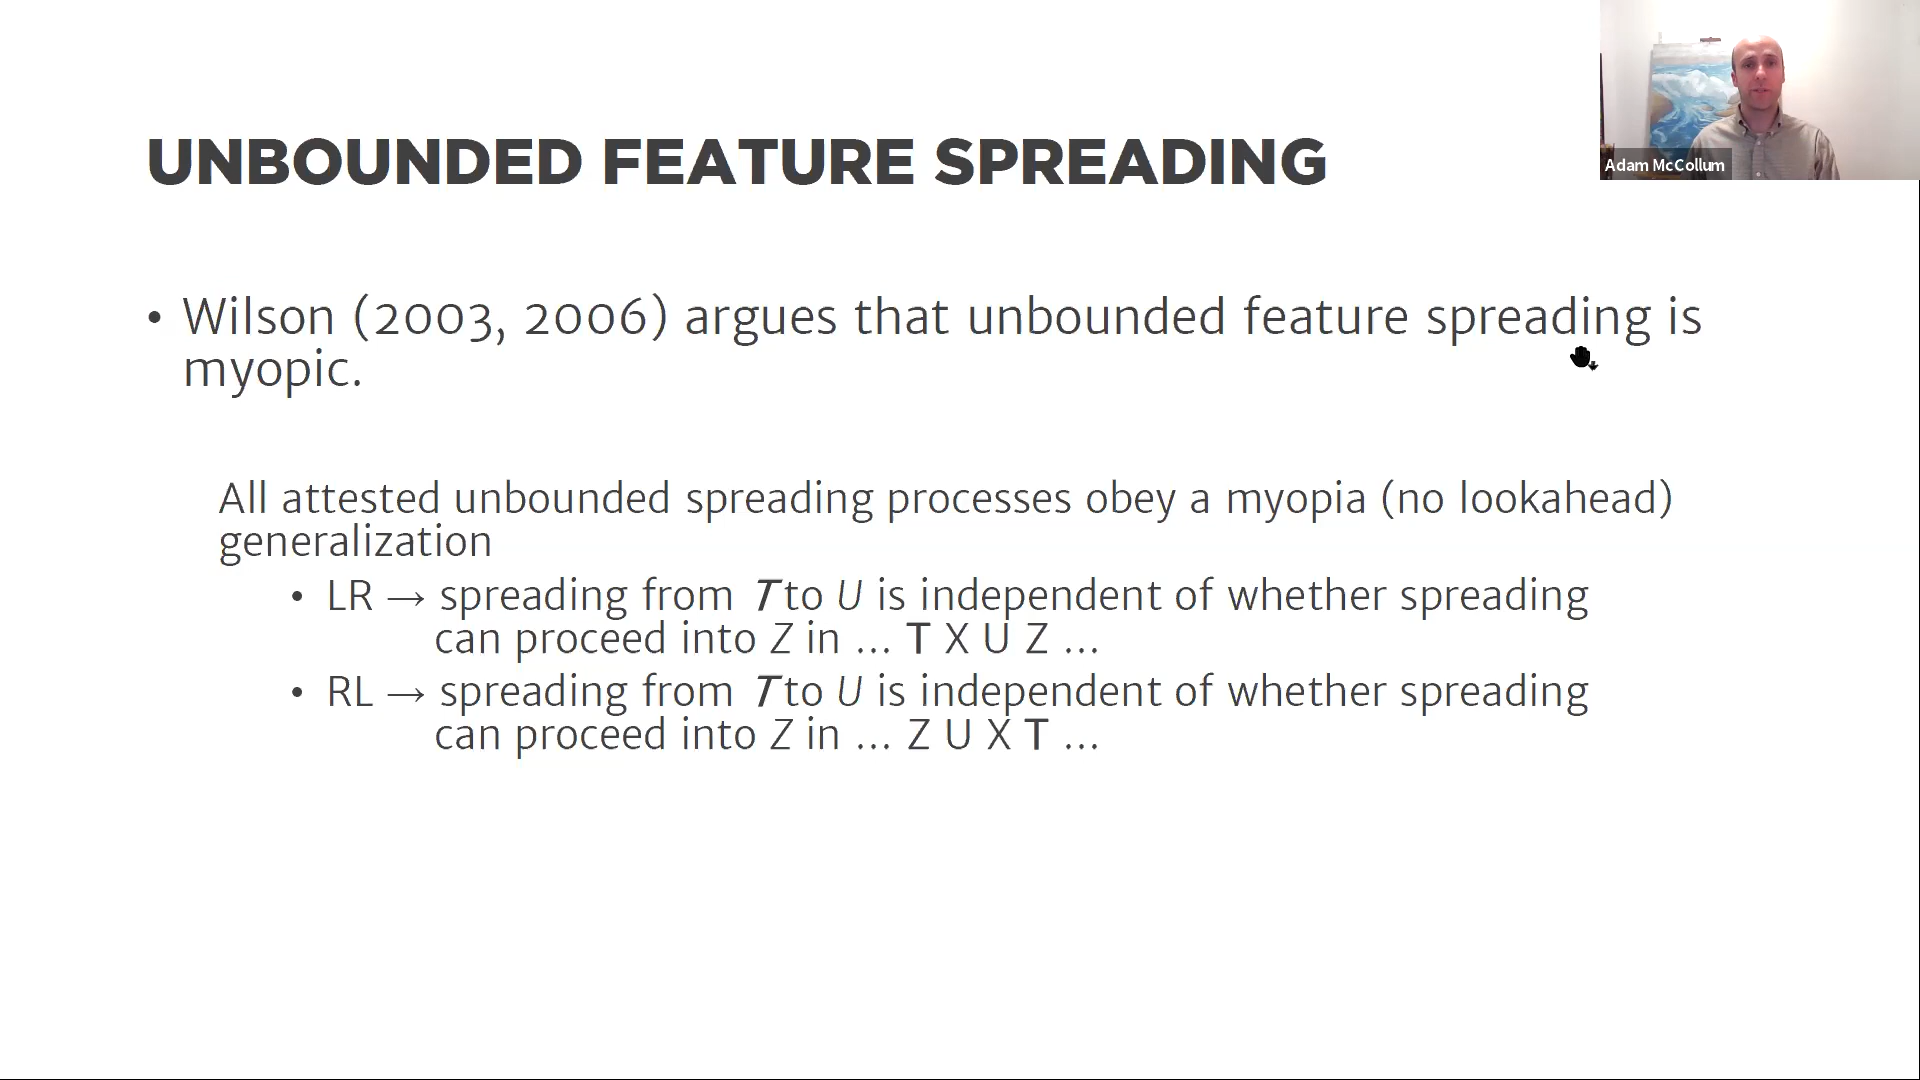 Adam McCollum
UNBOUNDED FEATURE SPREADING
• Wilson (2003, 2006) argues that unbounded feature spreading is
myopic.
All attested unbounded spreading processes obey a myopia (no lookahead)
generalization
• LR → spreading from T to U is independent of whether spreading
can proceed into Z in ... T X U Z ...
• RL → spreading from T to U is independent of whether spreading
can proceed into Z in ... Z U X T ...